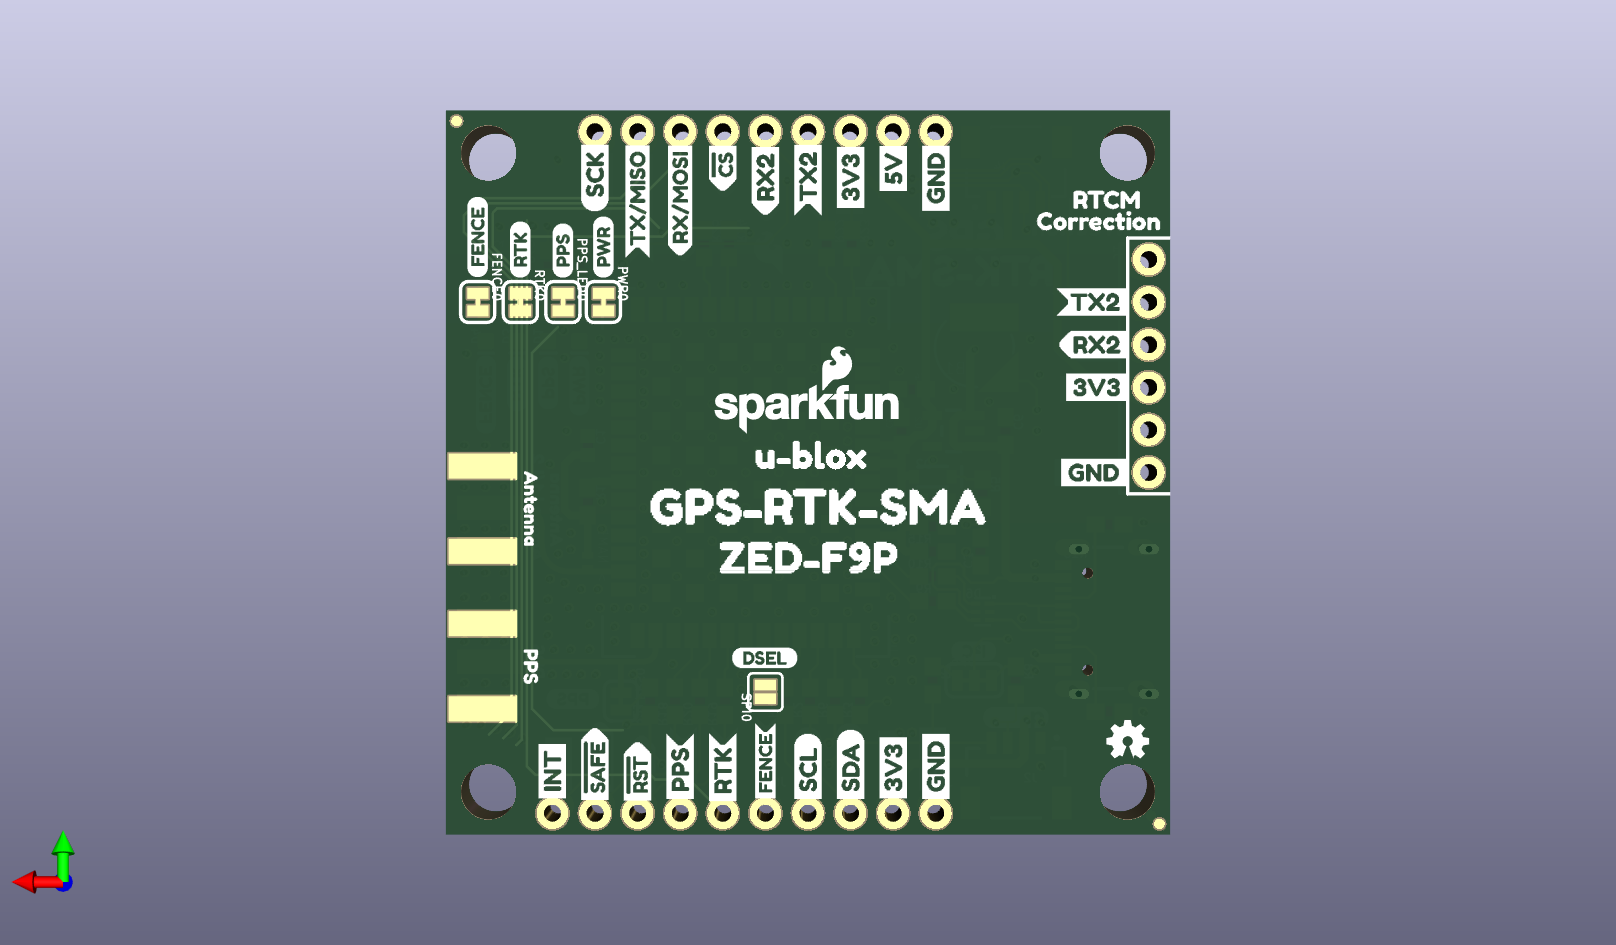 SCK
TX/MISO
RX/MOSI
CS
RX2
TX2
3V3
5V
GND
RTCM
Correction
FENCE
RTK
PPS
PWR
TX2
RX2
3V3
GND
sparkfun
u-blox
GPS-RTK-SMA
ZED-F9P
Antenna
PPS
DSEL
INT
SAFE
RST
PPS
RTK
FENCE
SCL
SDA
3V3
GND